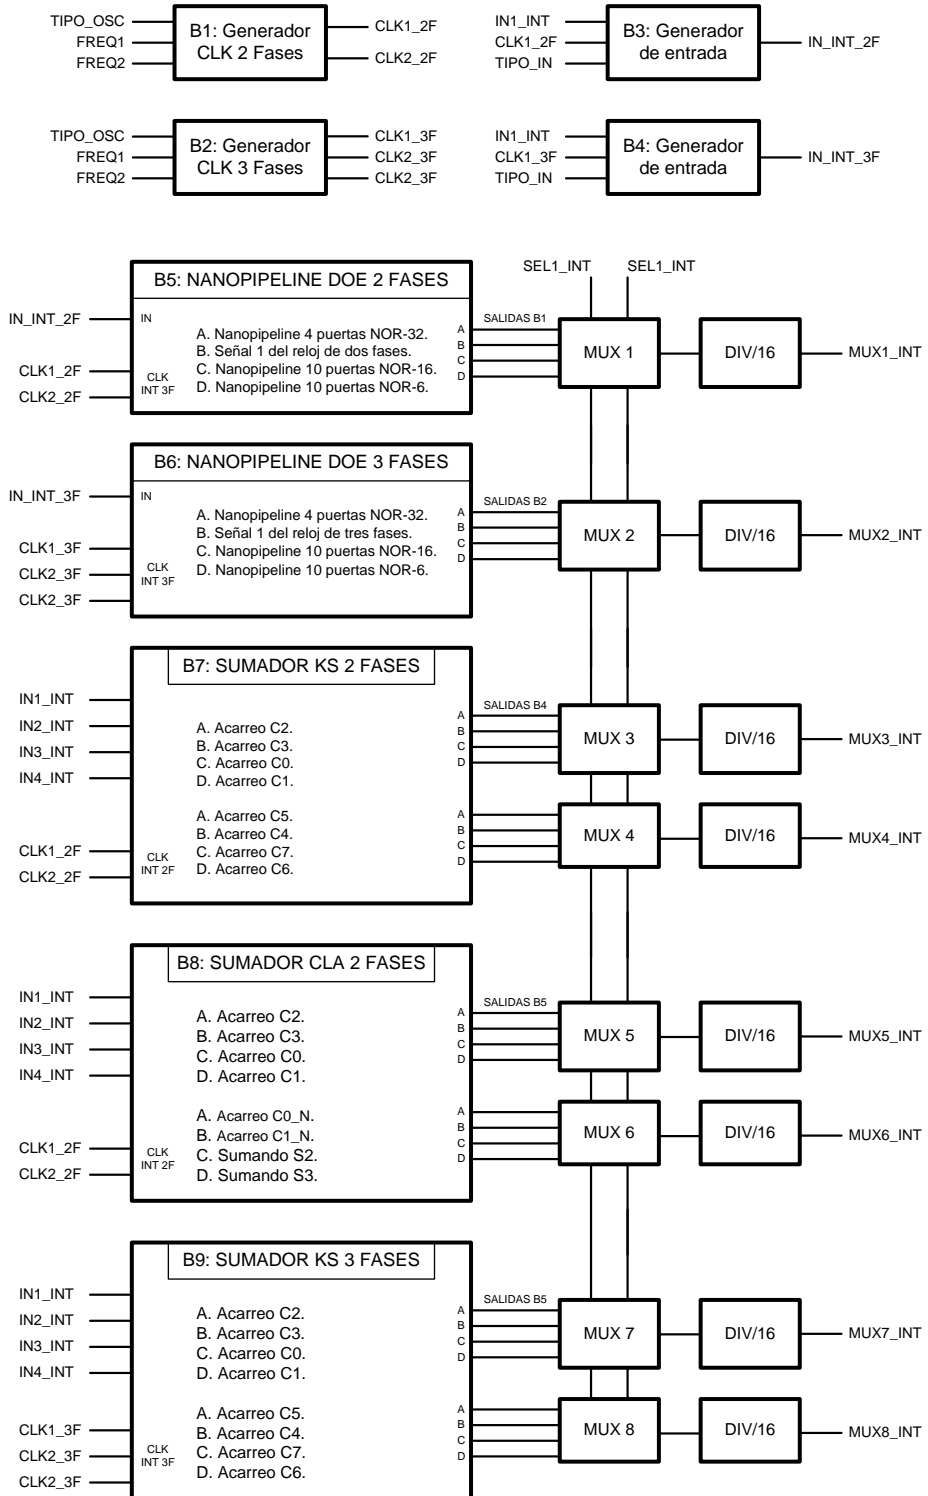 TIPO_OSC
FREQ1
FREQ2
B1: Generador
CLK 2 Fases
CLK1_2F
CLK2_2F
IN1_INT
CLK1_2F
TIPO_IN
B3: Generador
de entrada
IN_INT_2F
TIPO_OSC
FREQ1
FREQ2
B2: Generador
CLK 3 Fases
CLK1_3F
CLK2_3F
CLK2_3F
IN1_INT
CLK1_3F
TIPO_IN
B4: Generador
de entrada
IN_INT_3F
SEL1_INT
SEL1_INT
B5: NANOPIPELINE DOE 2 FASES
IN_INT_2F
CLK1_2F
CLK2_2F
IN
CLK
INT 3F
A. Nanopipeline 4 puertas NOR-32.
B. Señal 1 del reloj de dos fases.
C. Nanopipeline 10 puertas NOR-16.
D. Nanopipeline 10 puertas NOR-6.
A
B
C
D
SALIDAS B1
MUX 1
DIV/16
MUX1_INT
B6: NANOPIPELINE DOE 3 FASES
IN_INT_3F
CLK1_3F
CLK2_3F
CLK2_3F
IN
CLK
INT 3F
A. Nanopipeline 4 puertas NOR-32.
B. Señal 1 del reloj de tres fases.
C. Nanopipeline 10 puertas NOR-16.
D. Nanopipeline 10 puertas NOR-6.
A
B
C
D
SALIDAS B2
MUX 2
DIV/16
MUX2_INT
B7: SUMADOR KS 2 FASES
IN1_INT
IN2_INT
IN3_INT
IN4_INT
CLK1_2F
CLK2_2F
CLK
INT 2F
A. Acarreo C2.
B. Acarreo C3.
C. Acarreo C0.
D. Acarreo C1.
A
B
C
D
SALIDAS B4
MUX 3
DIV/16
MUX3_INT
A. Acarreo C5.
B. Acarreo C4.
C. Acarreo C7.
D. Acarreo C6.
A
B
C
D
MUX 4
DIV/16
MUX4_INT
B8: SUMADOR CLA 2 FASES
IN1_INT
IN2_INT
IN3_INT
IN4_INT
CLK1_2F
CLK2_2F
CLK
INT 2F
A. Acarreo C2.
B. Acarreo C3.
C. Acarreo C0.
D. Acarreo C1.
A
B
C
D
SALIDAS B5
MUX 5
DIV/16
MUX5_INT
A. Acarreo C0_N.
B. Acarreo C1_N.
C. Sumando S2.
D. Sumando S3.
A
B
C
D
MUX 6
DIV/16
MUX6_INT
B9: SUMADOR KS 3 FASES
IN1_INT
IN2_INT
IN3_INT
IN4_INT
CLK1_3F
CLK2_3F
CLK2_3F
CLK
INT 3F
A. Acarreo C2.
B. Acarreo C3.
C. Acarreo C0.
D. Acarreo C1.
A
B
C
D
SALIDAS B5
MUX 7
DIV/16
MUX7_INT
A. Acarreo C5.
B. Acarreo C4.
C. Acarreo C7.
D. Acarreo C6.
A
B
C
D
MUX 8
DIV/16
MUX8_INT